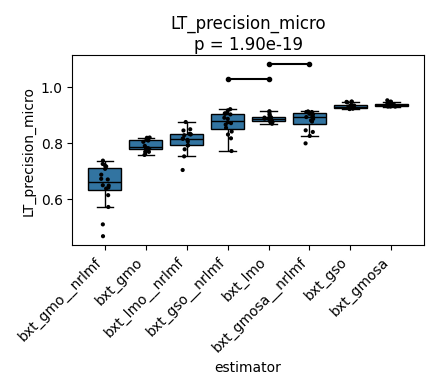 LT_precision_micro
p = 1.90e-19
LT_precision_micro
1.0
0.8
0.6
bxt_gmo__nrlmf
bxt_gmo
bxt_lmo__nrlmf
bxt_gso__nrlmf
bxt_lmo
bxt_gmosa__nrlmf
bxt_gso
bxt_gmosa
estimator